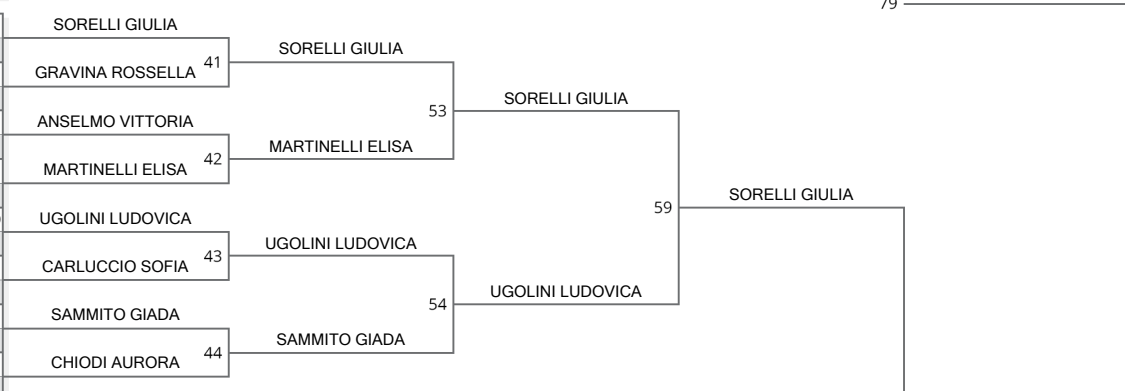 79
SORELLI GIULIA
GRAVINA ROSSELLA
41
SORELLI GIULIA
ANSELMO VITTORIA
MARTINELLI ELISA
42
MARTINELLI ELISA
53
SORELLI GIULIA
UGOLINI LUDOVICA
CARLUCCIO SOFIA
43
UGOLINI LUDOVICA
SAMMITO GIADA
CHIODI AURORA
44
SAMMITO GIADA
54
UGOLINI LUDOVICA
59
SORELLI GIULIA